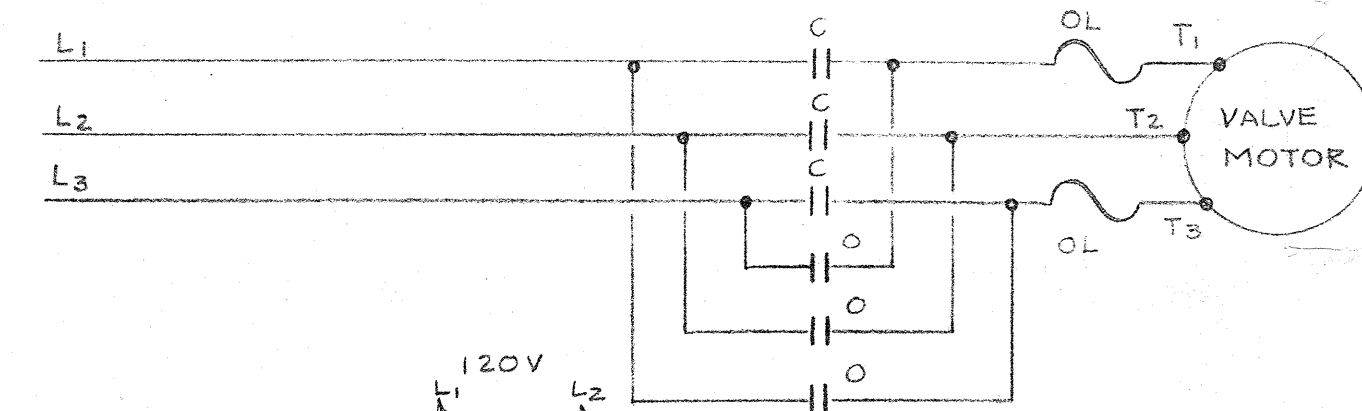 C OL T1
L1
C
L2 T2 VALVE
MOTOR
C
L3 T3
O OL
O
120V
L1 L2 O